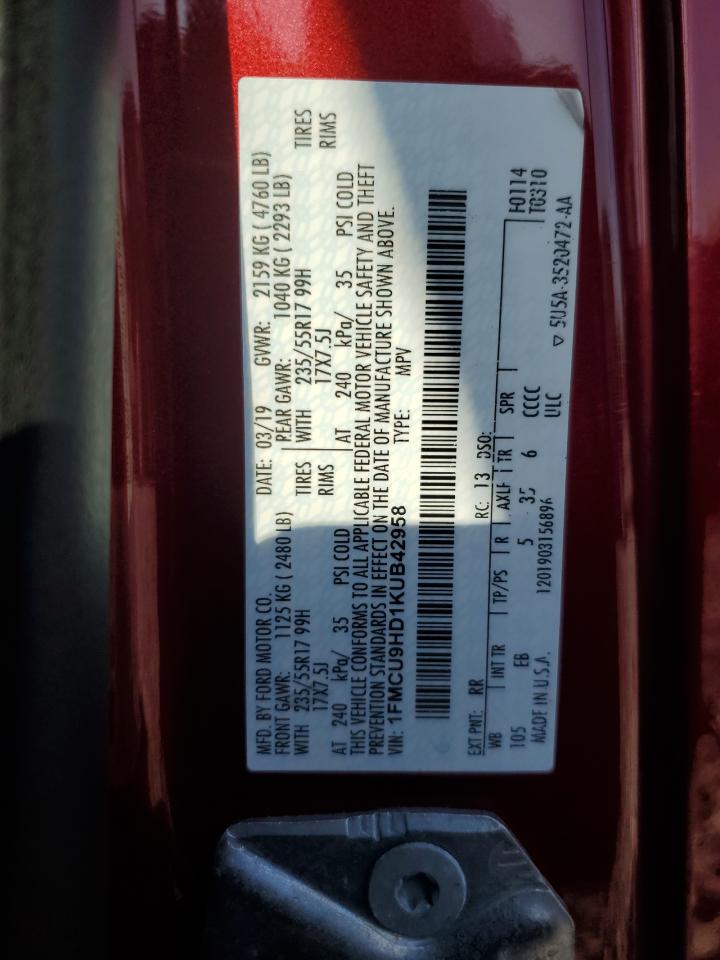 MFD. BY FORD MOTOR CO. DATE: 03/19 GVWR: 2159 KG ( 4760 LB)
FRONT GAWR: 1125 KG ( 2480 LB) REAR GAWR: 1040 KG ( 2293 LB)
WITH 235/55R17 99H TIRES WITH 235/55R17 99H TIRES
17X7.5J RIMS 17X7.5J RIMS
AT 240 kPa/ 35 PSI COLD AT 240 kPa/ 35 PSI COLD
THIS VEHICLE CONFORMS TO ALL APPLICABLE FEDERAL MOTOR VEHICLE SAFETY AND THEFT
PREVENTION STANDARDS IN EFFECT ON THE DATE OF MANUFACTURE SHOWN ABOVE.
VIN: 1FMCU9HD1KUB42958 TYPE: MPV
EXT PNT: RR RC: 13 DSO: F0114
WB INT TR TP/PS R AXLE TR SPR T0310
105 EB 5 35 6 CCCC
MADE IN U.S.A. 1201903156896 ULC ▽ 5U5A-3520472-AA